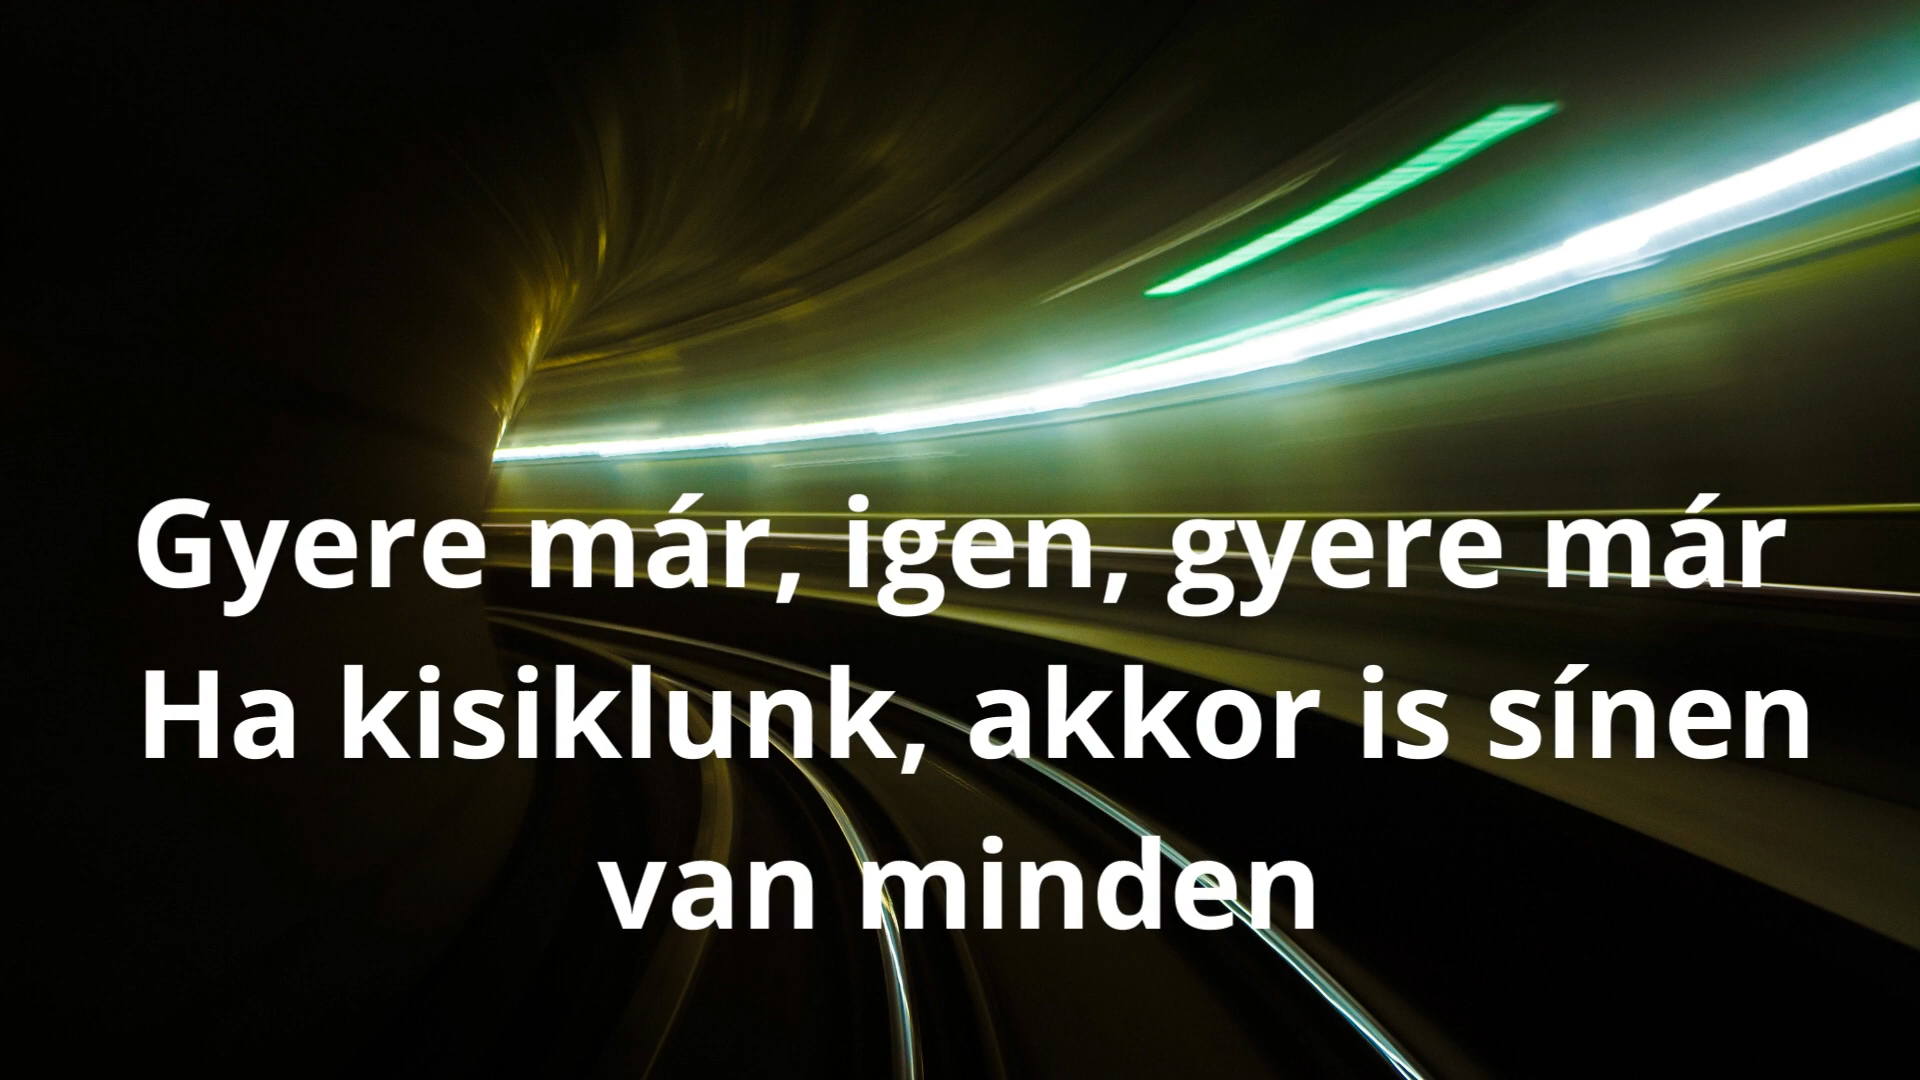 Gyere már, igen, gyere már
Ha kisiklunk, akkor is sínen
van minden